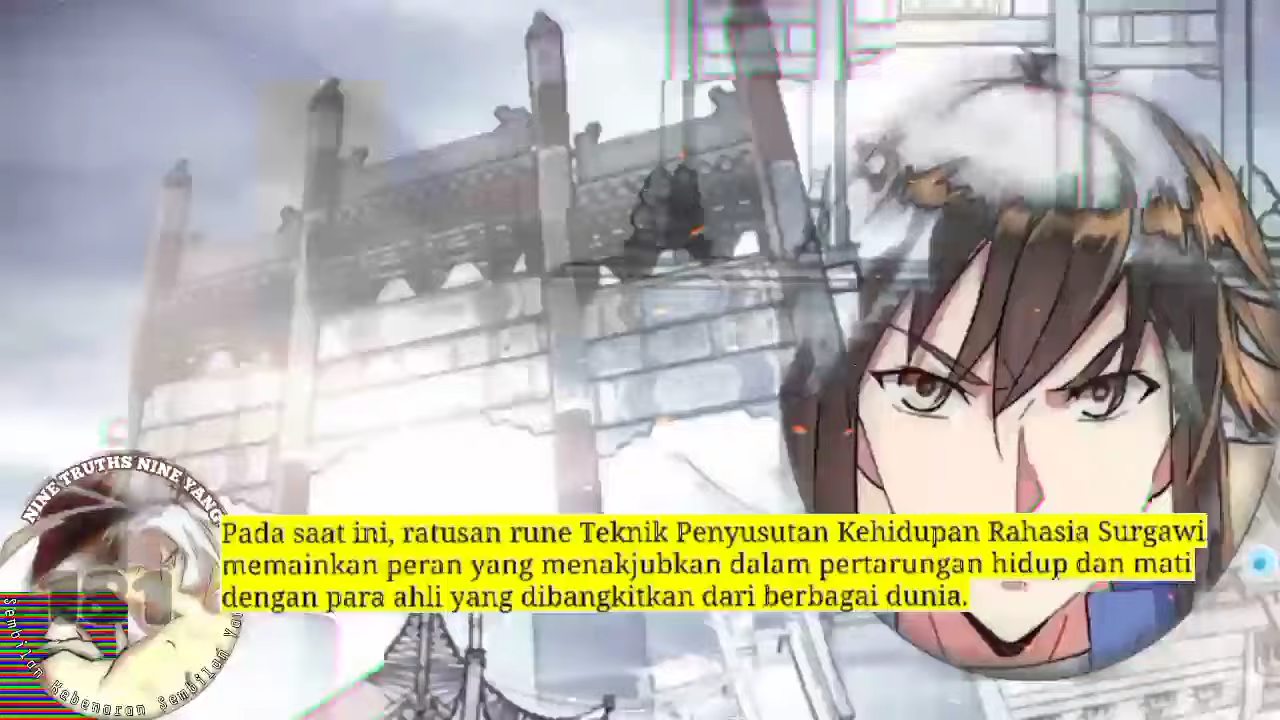 NINE TRUTHS NINE YANG
Pada saat ini, ratusan rune Teknik Penyusutan Kehidupan Rahasia Surgawi
memainkan peran yang menakjubkan dalam pertarungan hidup dan mati
dengan para ahli yang dibangkitkan dari berbagai dunia.
Sembilan Kebenaran Sembilan